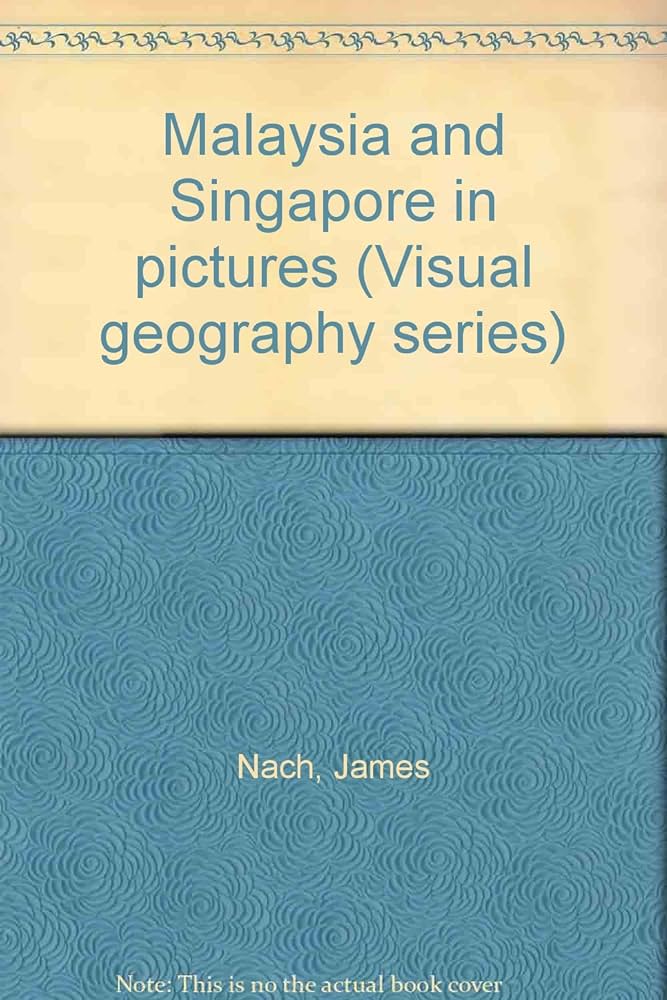 Malaysia and
Singapore in
pictures (Visual
geography series)
Nach, James
Note: This is no the actual book cover